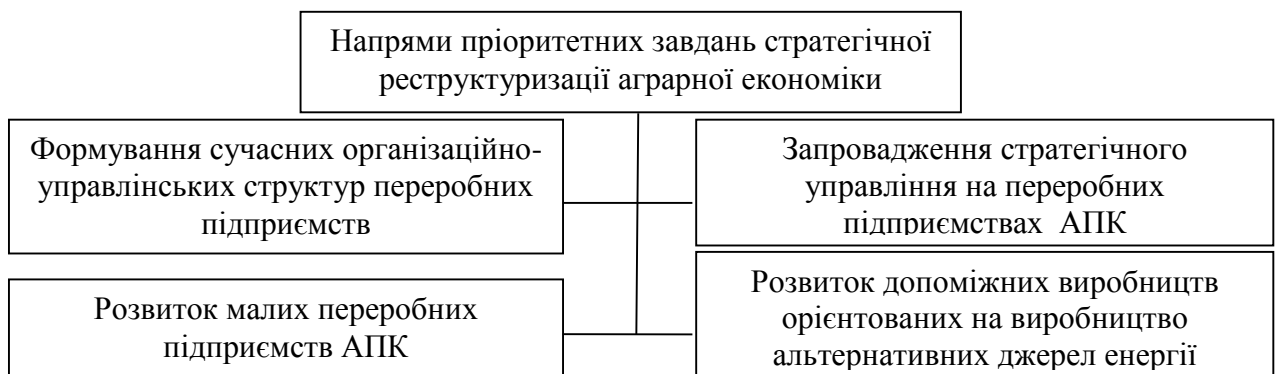 Напрями пріоритетних завдань стратегічної
реструктуризації аграрної економіки
Формування сучасних організаційно-
управлінських структур переробних
підприємств
Запровадження стратегічного
управління на переробних
підприємствах АПК
Розвиток малих переробних
підприємств АПК
Розвиток допоміжних виробництв
орієнтованих на виробництво
альтернативних джерел енергії